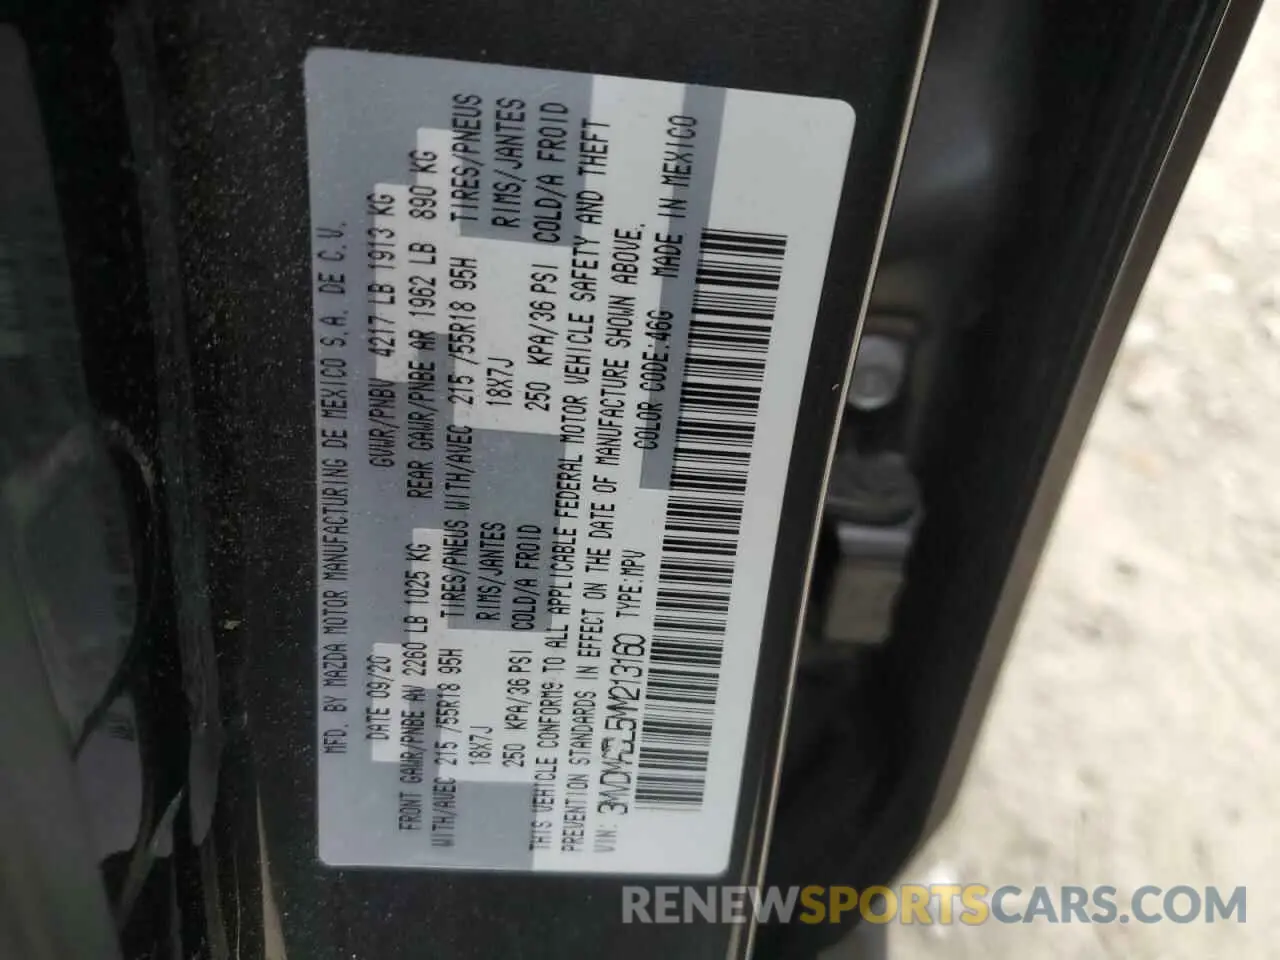 MFD. BY MAZDA MOTOR MANUFACTURING DE MEXICO S.A. DE C.V.
DATE 09/20 GVWR/PNBV 4217 LB 1913 KG
FRONT GAWR/PNBE AV 2260 LB 1025 KG REAR GAWR/PNBE AR 1962 LB 890 KG
WITH/AVEC 215 /55R18 95H TIRES/PNEUS WITH/AVEC 215 /55R18 95H TIRES/PNEUS
18X7J RIMS/JANTES 18X7J RIMS/JANTES
250 KPA/36 PSI COLD/A FROID 250 KPA/36 PSI COLD/A FROID
THIS VEHICLE CONFORMS TO ALL APPLICABLE FEDERAL MOTOR VEHICLE SAFETY AND THEFT
PREVENTION STANDARDS IN EFFECT ON THE DATE OF MANUFACTURE SHOWN ABOVE.
VIN: 3MVDMABL5MM213160 TYPE:MPV COLOR CODE:46G MADE IN MEXICO
RENEWSPORTSCARS.COM